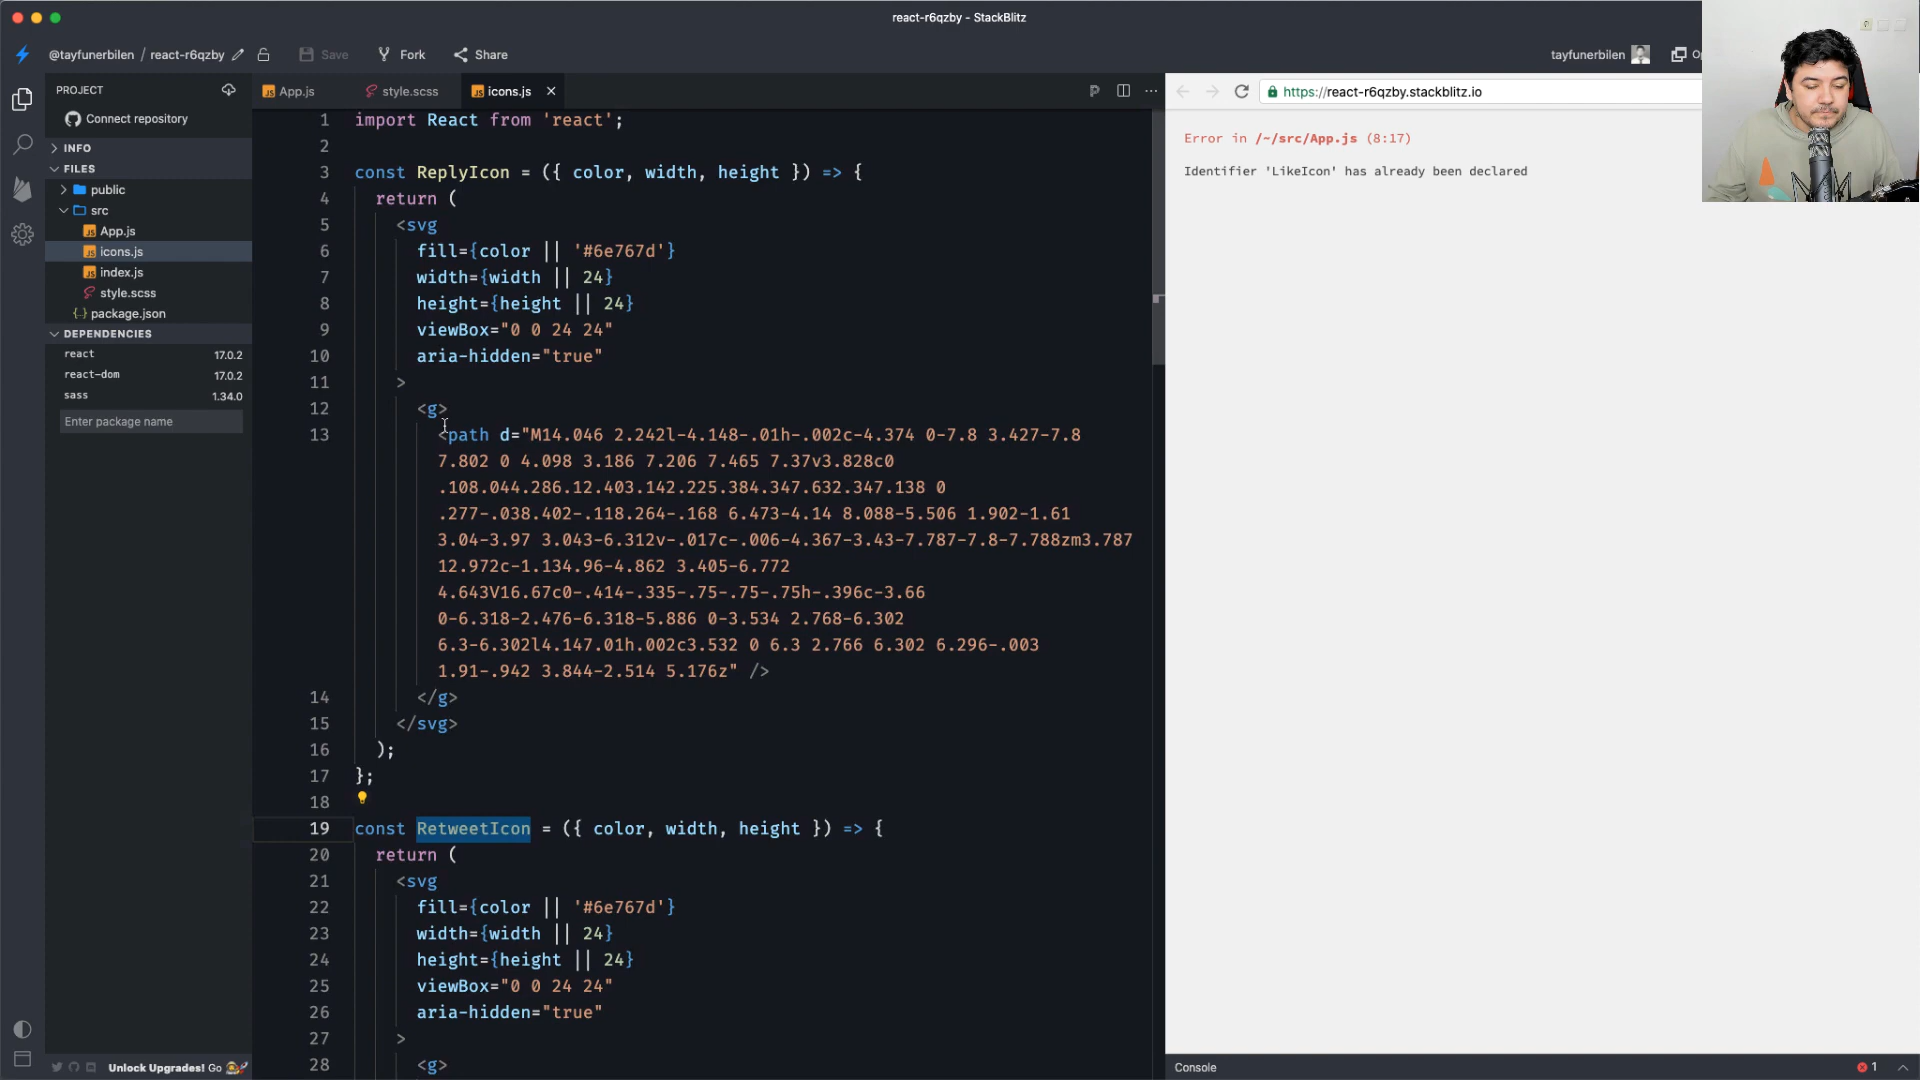 react-r6qzby - StackBlitz
@tayfunerbilen / react-r6qzby
Save
Fork
Share
tayfunerbilen
PROJECT
Connect repository
INFO
FILES
public
src
App.js
icons.js
index.js
style.scss
package.json
DEPENDENCIES
react 17.0.2
react-dom 17.0.2
sass 1.34.0
Enter package name
Unlock Upgrades! Go
App.js
style.scss
icons.js
1 import React from 'react';
2
3 const ReplyIcon = ({ color, width, height }) => {
4 return (
5 <svg
6 fill={color || '#6e767d'}
7 width={width || 24}
8 height={height || 24}
9 viewBox="0 0 24 24"
10 aria-hidden="true"
11 >
12 <g>
13 <path d="M14.046 2.242l-4.148-.01h-.002c-4.374 0-7.8 3.427-7.8
7.802 0 4.098 3.186 7.206 7.465 7.37v3.828c0
.108.044.286.12.403.142.225.384.347.632.347.138 0
.277-.038.402-.118.264-.168 6.473-4.14 8.088-5.506 1.902-1.61
3.04-3.97 3.043-6.312v-.017c-.006-4.367-3.43-7.787-7.8-7.788zm3.787
12.972c-1.134.96-4.862 3.405-6.772
4.643V16.67c0-.414-.335-.75-.75-.75h-.396c-3.66
0-6.318-2.476-6.318-5.886 0-3.534 2.768-6.302
6.3-6.302l4.147.01h.002c3.532 0 6.3 2.766 6.302 6.296-.003
1.91-.942 3.844-2.514 5.176z" />
14 </g>
15 </svg>
16 );
17 };
18
19 const RetweetIcon = ({ color, width, height }) => {
20 return (
21 <svg
22 fill={color || '#6e767d'}
23 width={width || 24}
24 height={height || 24}
25 viewBox="0 0 24 24"
26 aria-hidden="true"
27 >
28 <g>
https://react-r6qzby.stackblitz.io
Error in /~/src/App.js (8:17)
Identifier 'LikeIcon' has already been declared
Console
1